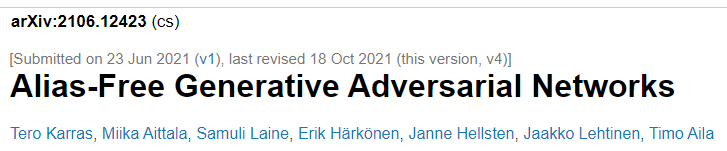 arXiv:2106.12423 (cs)
[Submitted on 23 Jun 2021 (v1), last revised 18 Oct 2021 (this version, v4)]
Alias-Free Generative Adversarial Networks
Tero Karras, Miika Aittala, Samuli Laine, Erik Härkönen, Janne Hellsten, Jaakko Lehtinen, Timo Aila